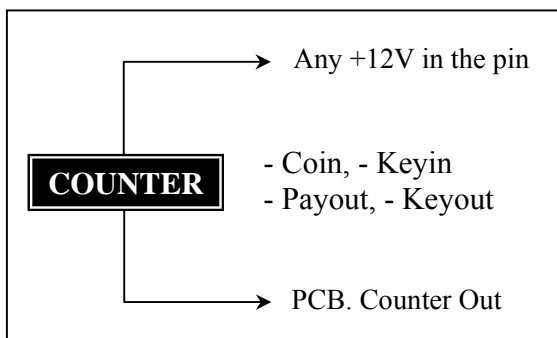 Any +12V in the pin
COUNTER
- Coin, - Keyin
- Payout, - Keyout
PCB. Counter Out